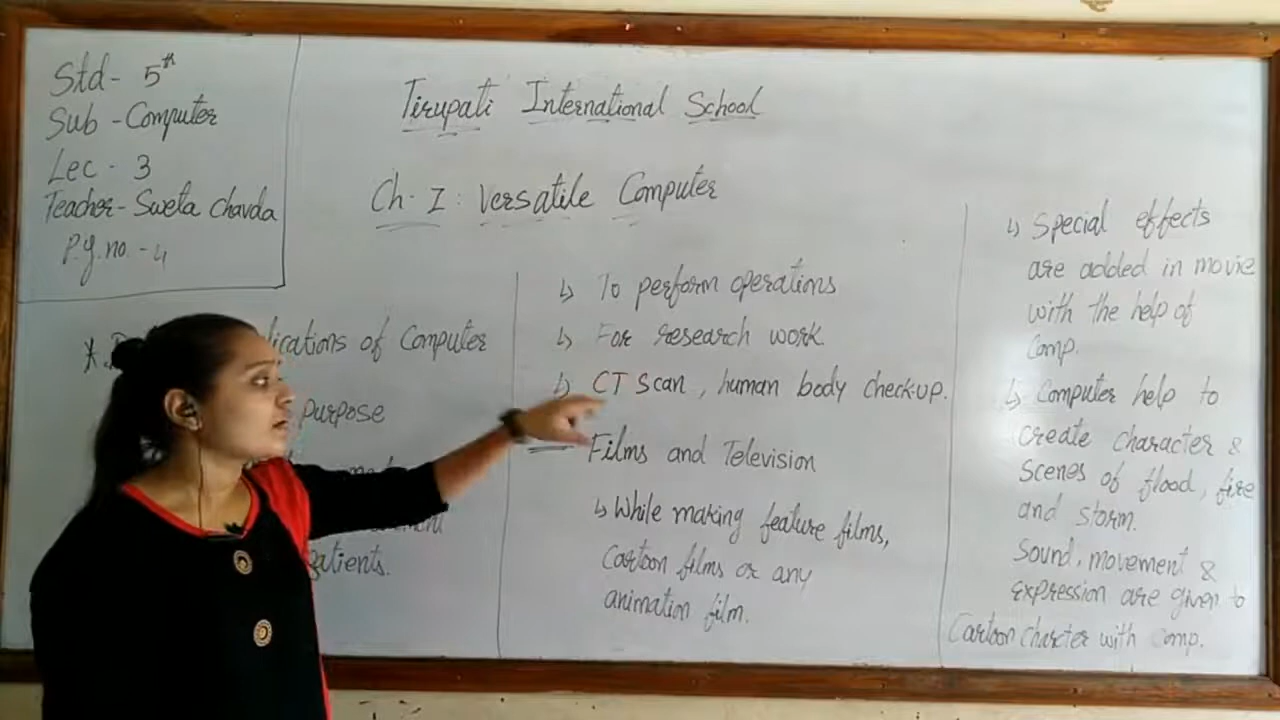 Std- 5th
Sub - Computer
Lec - 3
Teacher- Sweta Chavda
P.g.no. - 4
Tirupati International School
Ch. I : Versatile Computer
of Computer
purpose
patients.
↳ To perform operations
↳ For research work.
↳ CT Scan, human body check-up.
Films and Television
↳ While making feature films,
Cartoon films or any
animation film.
↳ Special effects
are added in movie
with the help of
Comp.
↳ Computer help to
create character &
Scenes of flood, fire
and storm.
Sound, movement &
expression are given to
Cartoon charcter with Comp.